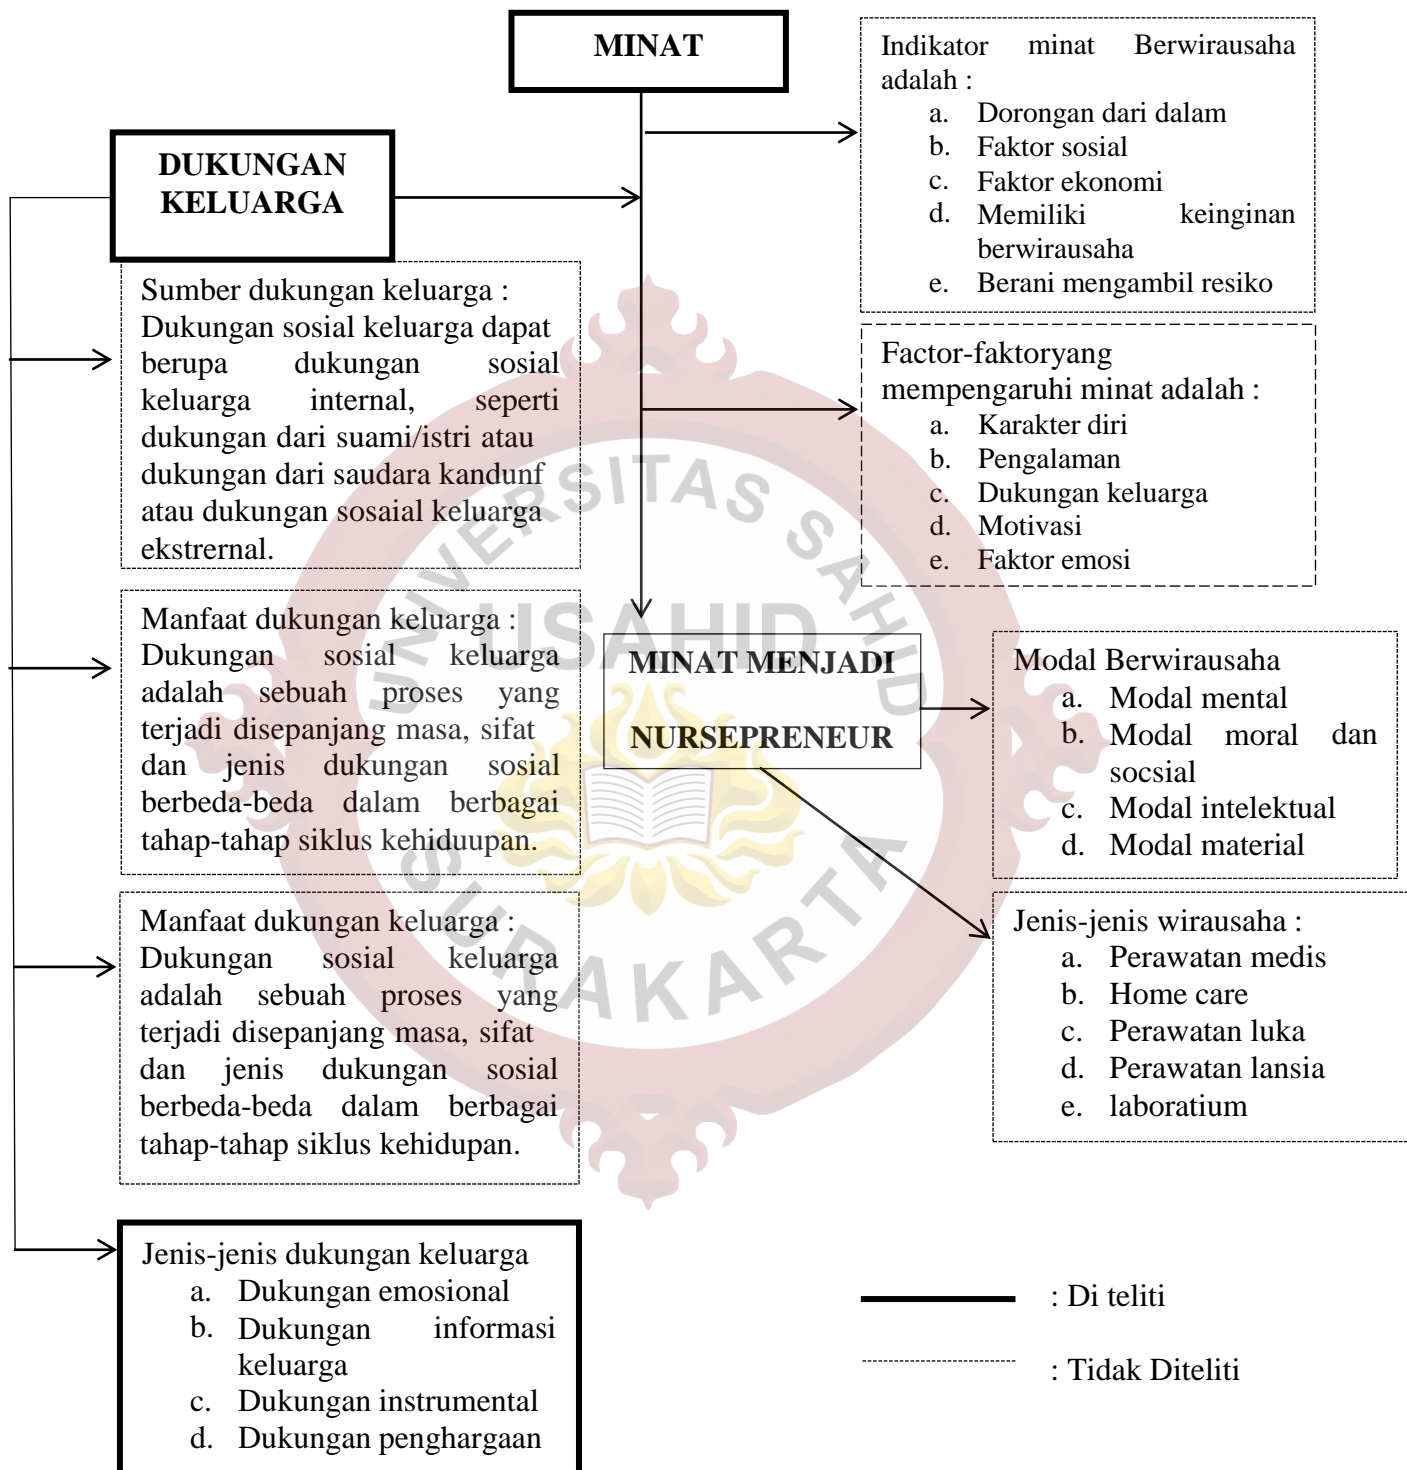 MINAT
Indikator minat Berwirausaha
adalah :
a. Dorongan dari dalam
b. Faktor sosial
c. Faktor ekonomi
d. Memiliki keinginan
berwirausaha
e. Berani mengambil resiko
DUKUNGAN
KELUARGA
Sumber dukungan keluarga :
Dukungan sosial keluarga dapat
berupa dukungan sosial
keluarga internal, seperti
dukungan dari suami/istri atau
dukungan dari saudara kandunf
atau dukungan sosaial keluarga
ekstrernal.
Factor-faktoryang
mempengaruhi minat adalah :
a. Karakter diri
b. Pengalaman
c. Dukungan keluarga
d. Motivasi
e. Faktor emosi
Manfaat dukungan keluarga :
Dukungan sosial keluarga
adalah sebuah proses yang
terjadi disepanjang masa, sifat
dan jenis dukungan sosial
berbeda-beda dalam berbagai
tahap-tahap siklus kehiduupan.
MINAT MENJADI
NURSEPRENEUR
Modal Berwirausaha
a. Modal mental
b. Modal moral dan
socsial
c. Modal intelektual
d. Modal material
Manfaat dukungan keluarga :
Dukungan sosial keluarga
adalah sebuah proses yang
terjadi disepanjang masa, sifat
dan jenis dukungan sosial
berbeda-beda dalam berbagai
tahap-tahap siklus kehidupan.
Jenis-jenis wirausaha :
a. Perawatan medis
b. Home care
c. Perawatan luka
d. Perawatan lansia
e. laboratium
Jenis-jenis dukungan keluarga
a. Dukungan emosional
b. Dukungan informasi
keluarga
c. Dukungan instrumental
d. Dukungan penghargaan
: Di teliti
: Tidak Diteliti
UNIVERSITAS SAHID
USAHID
SURAKARTA